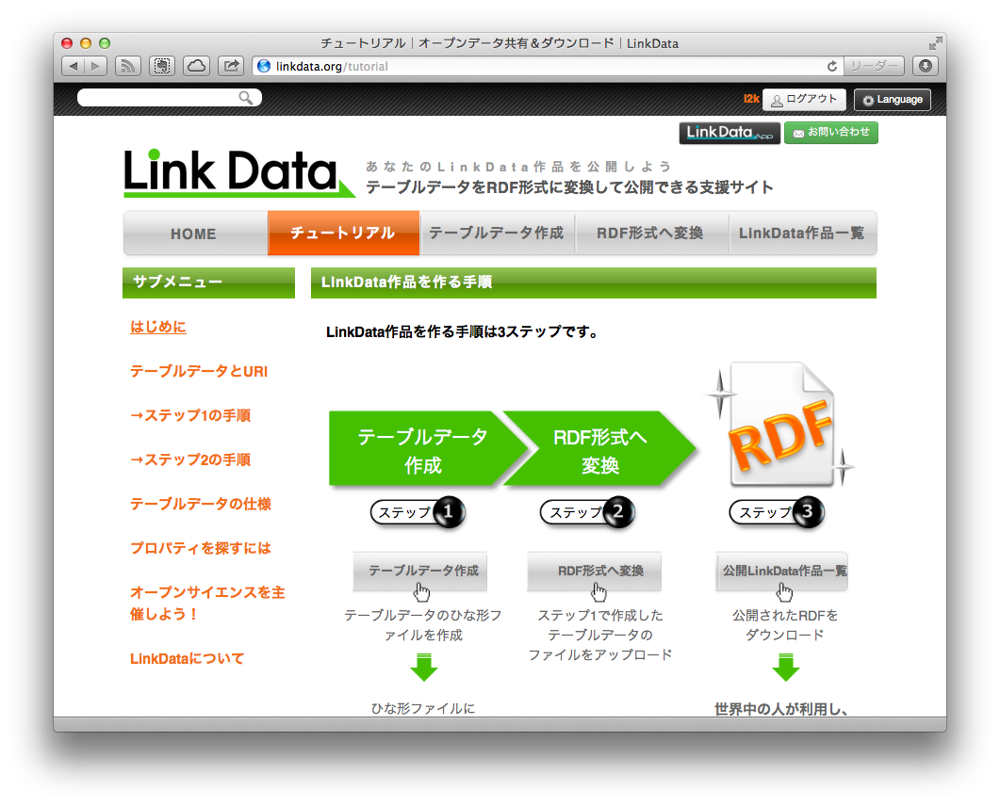 チュートリアル｜オープンデータ共有＆ダウンロード｜LinkData
linkdata.org/tutorial
リーダー
i2k
ログアウト
Language
LinkData App
お問い合わせ
Link Data
あなたのLinkData作品を公開しよう
テーブルデータをRDF形式に変換して公開できる支援サイト
HOME
チュートリアル
テーブルデータ作成
RDF形式へ変換
LinkData作品一覧
サブメニュー
はじめに
テーブルデータとURI
→ステップ1の手順
→ステップ2の手順
テーブルデータの仕様
プロパティを探すには
オープンサイエンスを主
催しよう！
LinkDataについて
LinkData作品を作る手順
LinkData作品を作る手順は3ステップです。
テーブルデータ
作成
RDF形式へ
変換
RDF
ステップ 1
ステップ 2
ステップ 3
テーブルデータ作成
テーブルデータのひな形フ
ァイルを作成
ひな形ファイルに
RDF形式へ変換
ステップ1で作成した
テーブルデータの
ファイルをアップロード
公開LinkData作品一覧
公開されたRDFを
ダウンロード
世界中の人が利用し、